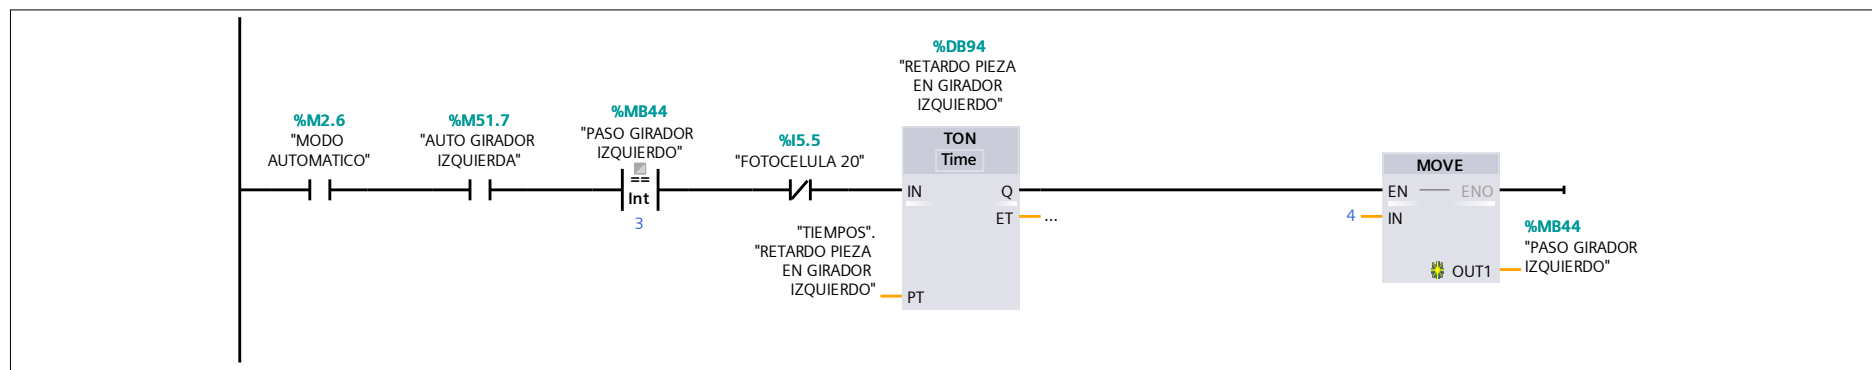 %M2.6
"MODO
AUTOMATICO"
%M51.7
"AUTO GIRADOR
IZQUIERDA"
%MB44
"PASO GIRADOR
IZQUIERDO"
==
Int
3
%I5.5
"FOTOCELULA 20"
%DB94
"RETARDO PIEZA
EN GIRADOR
IZQUIERDO"
TON
Time
IN
Q
ET
...
"TIEMPOS".
"RETARDO PIEZA
EN GIRADOR
IZQUIERDO"
PT
MOVE
EN
ENO
4
IN
OUT1
%MB44
"PASO GIRADOR
IZQUIERDO"